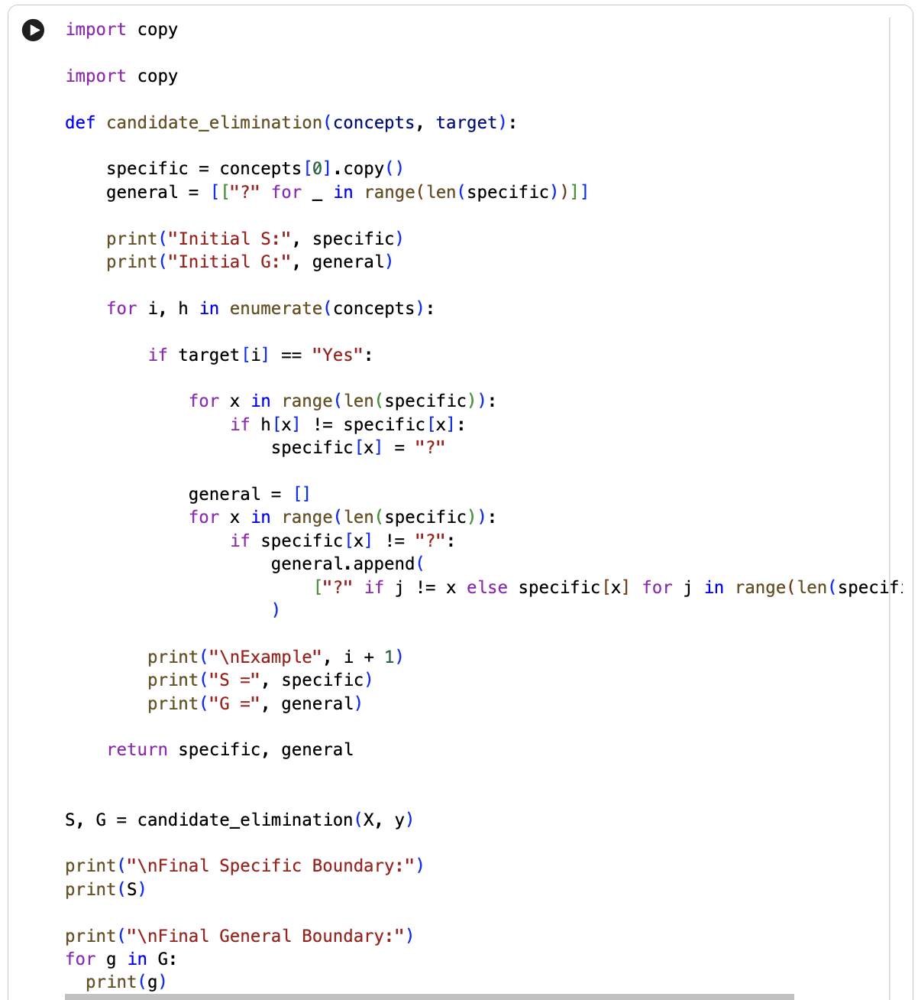 import copy

import copy

def candidate_elimination(concepts, target):

    specific = concepts[0].copy()
    general = [["?" for _ in range(len(specific))]]

    print("Initial S:", specific)
    print("Initial G:", general)

    for i, h in enumerate(concepts):

        if target[i] == "Yes":

            for x in range(len(specific)):
                if h[x] != specific[x]:
                    specific[x] = "?"

            general = []
            for x in range(len(specific)):
                if specific[x] != "?":
                    general.append(
                        ["?" if j != x else specific[x] for j in range(len(
                    )

        print("\nExample", i + 1)
        print("S =", specific)
        print("G =", general)

    return specific, general


S, G = candidate_elimination(X, y)

print("\nFinal Specific Boundary:")
print(S)

print("\nFinal General Boundary:")
for g in G:
  print(g)